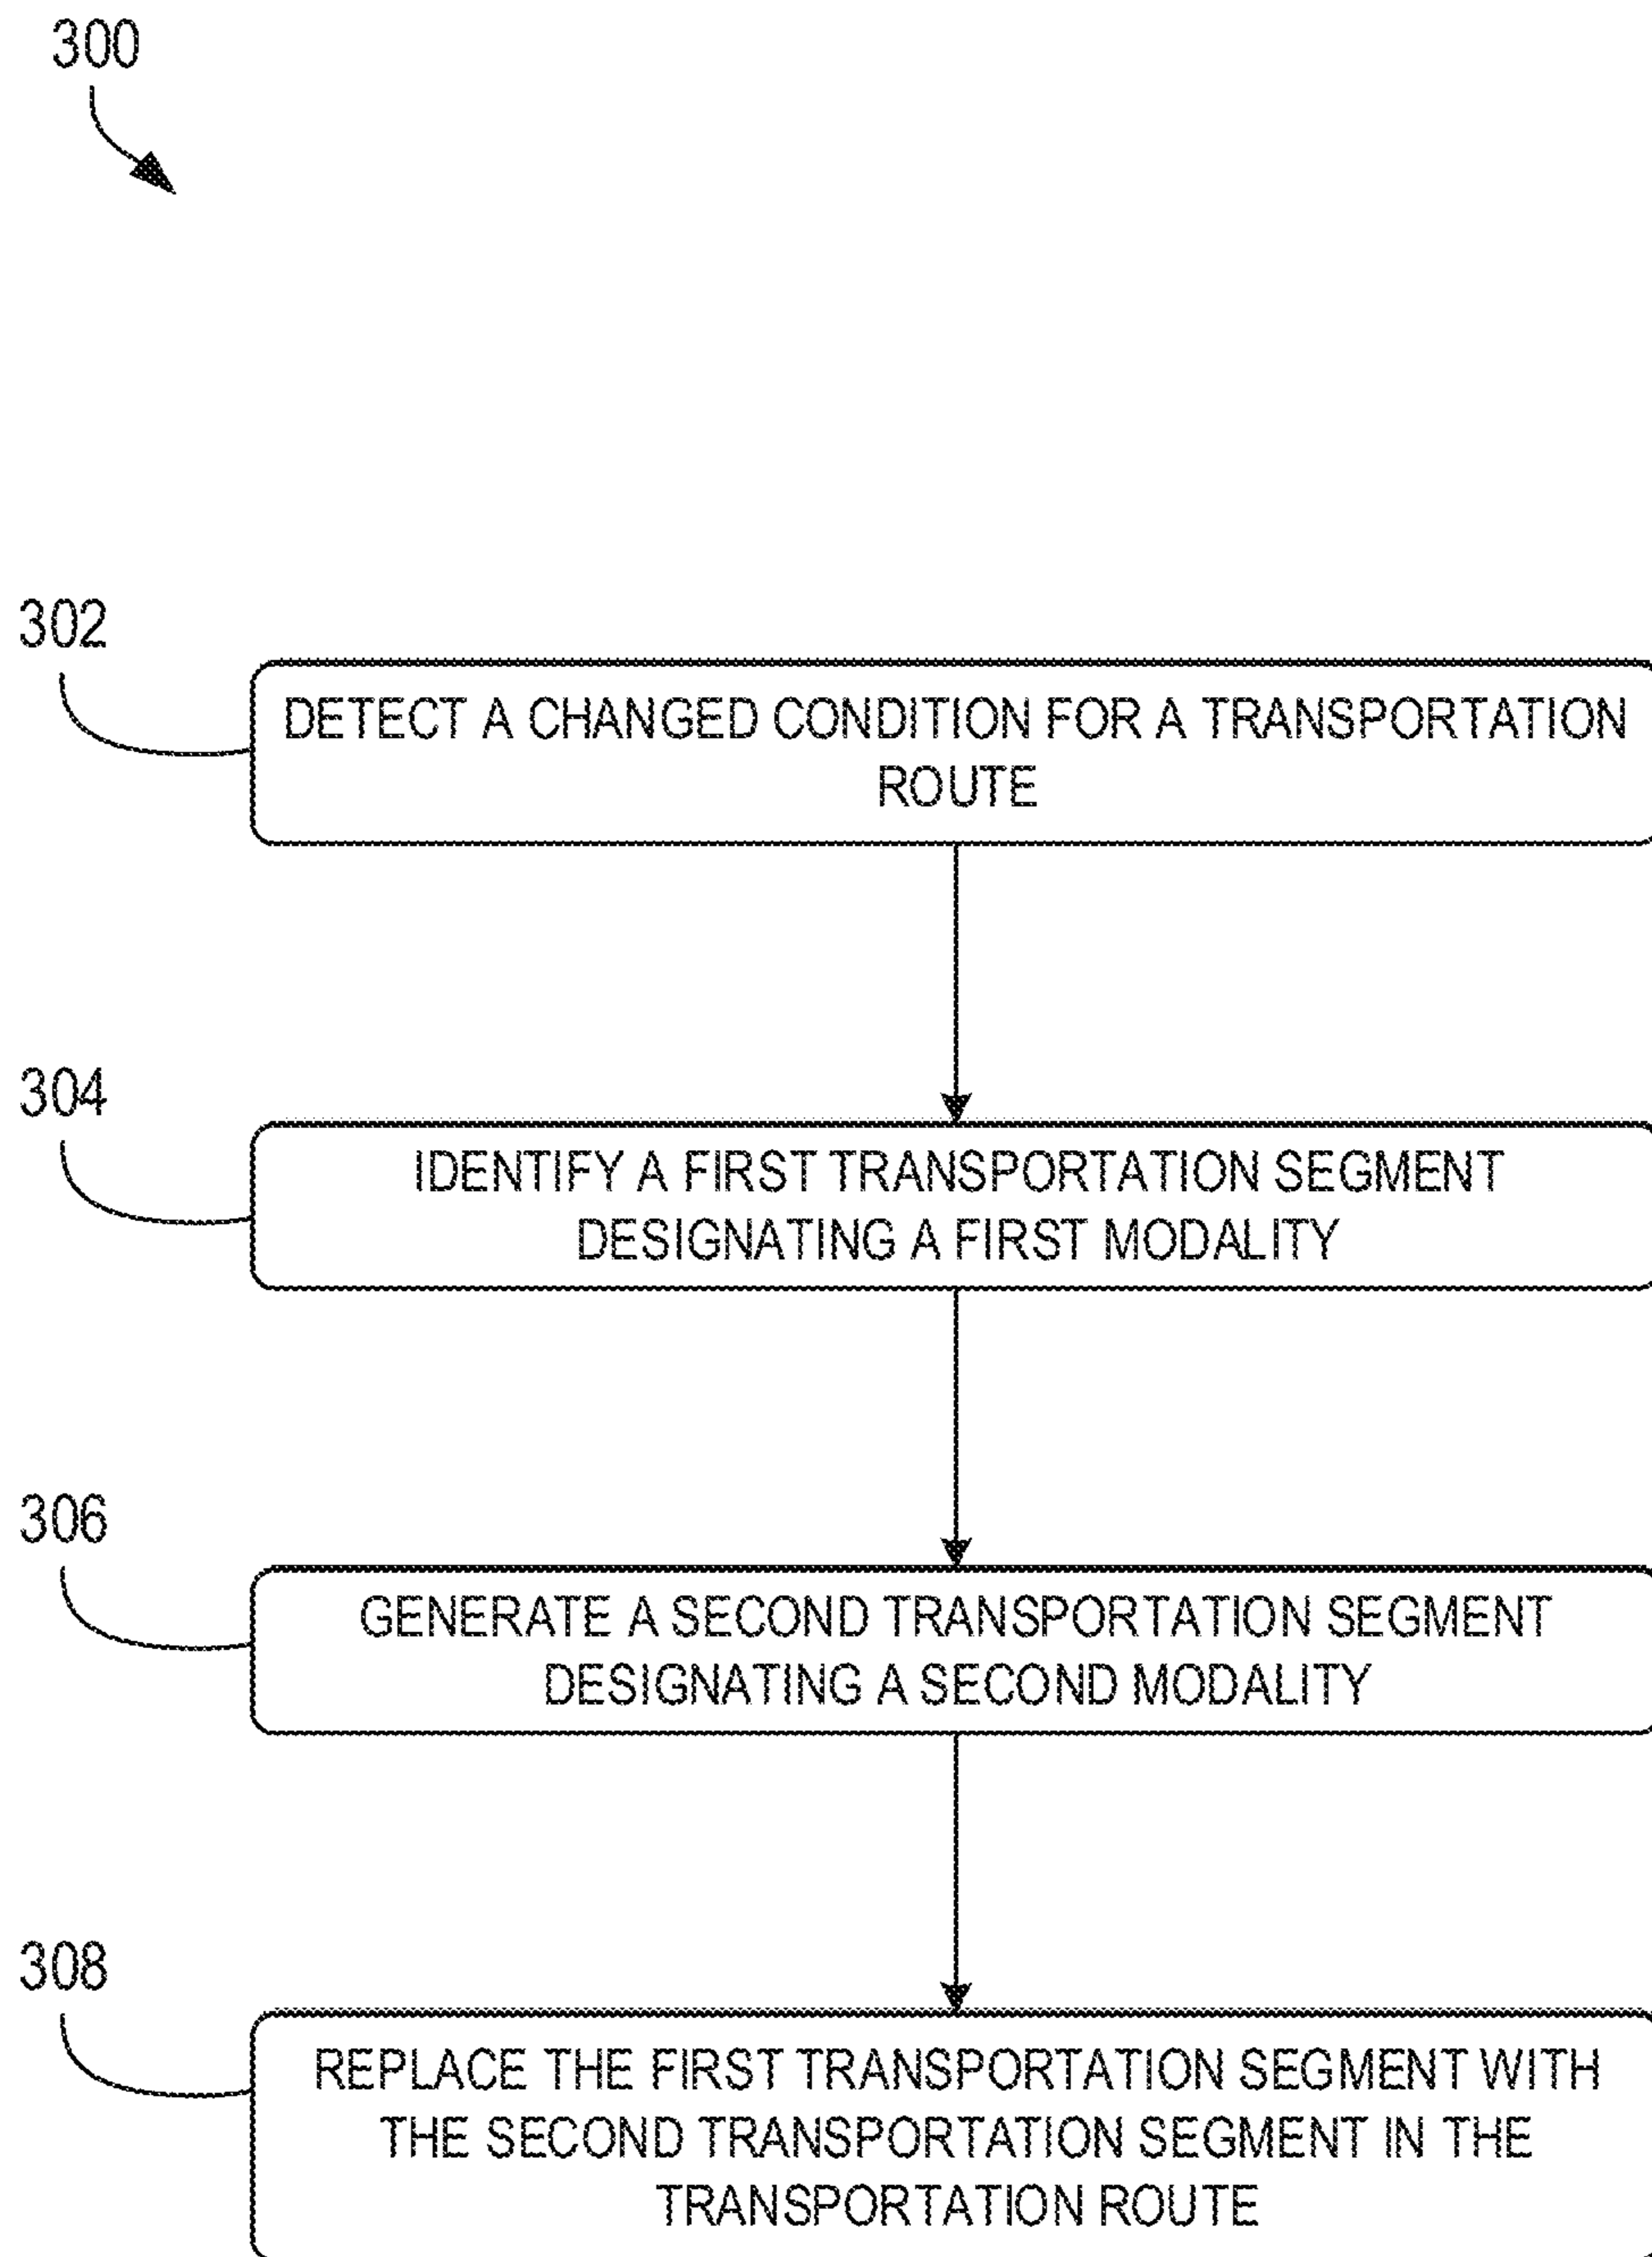 300
302
DETECT A CHANGED CONDITION FOR A TRANSPORTATION
ROUTE
304
IDENTIFY A FIRST TRANSPORTATION SEGMENT
DESIGNATING A FIRST MODALITY
306
GENERATE A SECOND TRANSPORTATION SEGMENT
DESIGNATING A SECOND MODALITY
308
REPLACE THE FIRST TRANSPORTATION SEGMENT WITH
THE SECOND TRANSPORTATION SEGMENT IN THE
TRANSPORTATION ROUTE